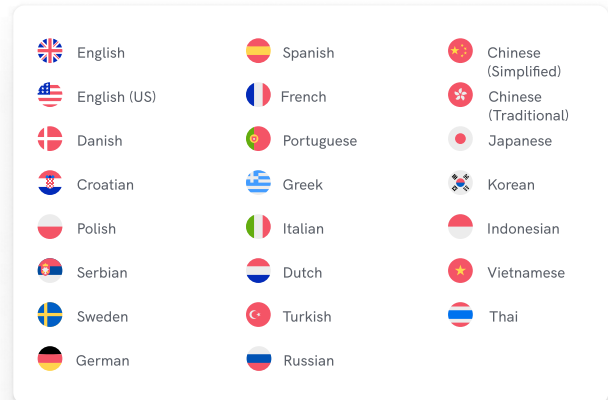 English
English (US)
Danish
Croatian
Polish
Serbian
Sweden
German
Spanish
French
Portuguese
Greek
Italian
Dutch
Turkish
Russian
Chinese
(Simplified)
Chinese
(Traditional)
Japanese
Korean
Indonesian
Vietnamese
Thai